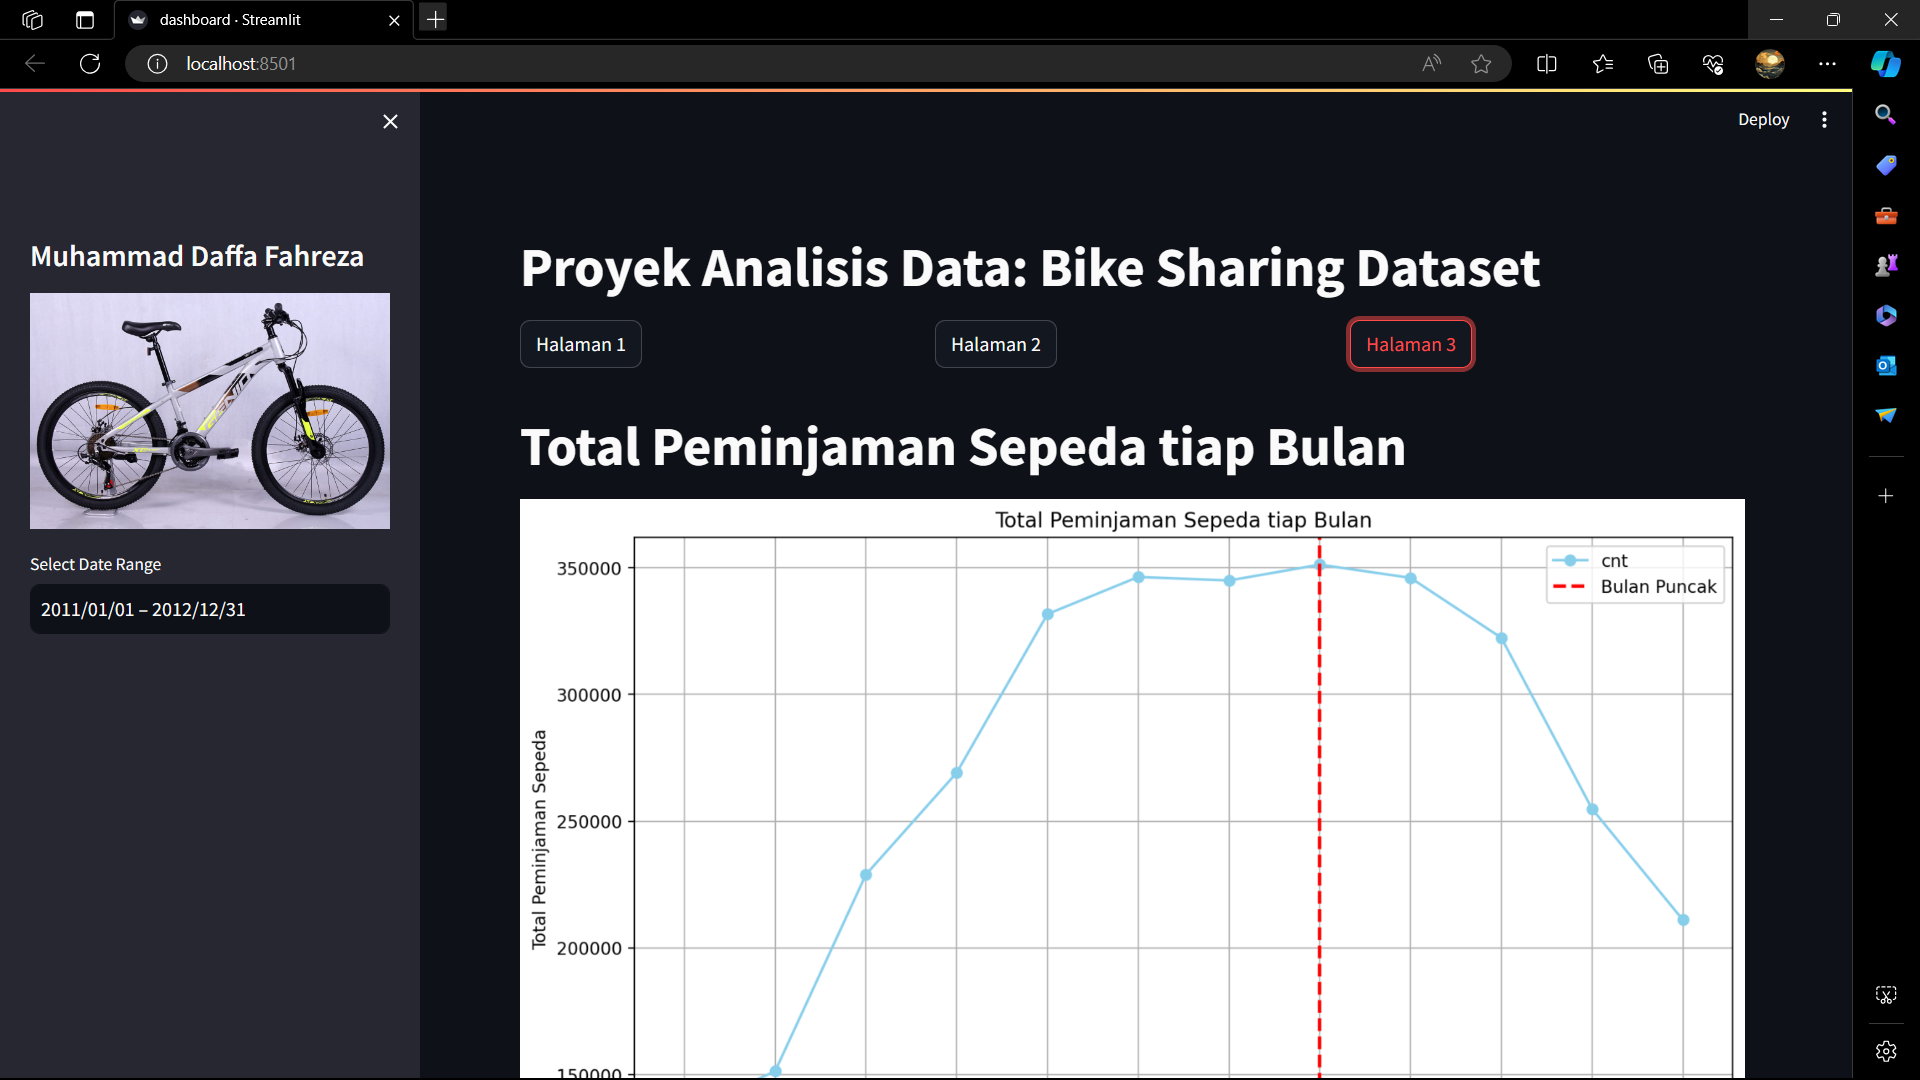 dashboard · Streamlit
localhost:8501
Deploy
Muhammad Daffa Fahreza
Select Date Range
2011/01/01 – 2012/12/31
Proyek Analisis Data: Bike Sharing Dataset
Halaman 1
Halaman 2
Halaman 3
Total Peminjaman Sepeda tiap Bulan
Total Peminjaman Sepeda tiap Bulan
cnt
Bulan Puncak
Total Peminjaman Sepeda
350000
300000
250000
200000
150000